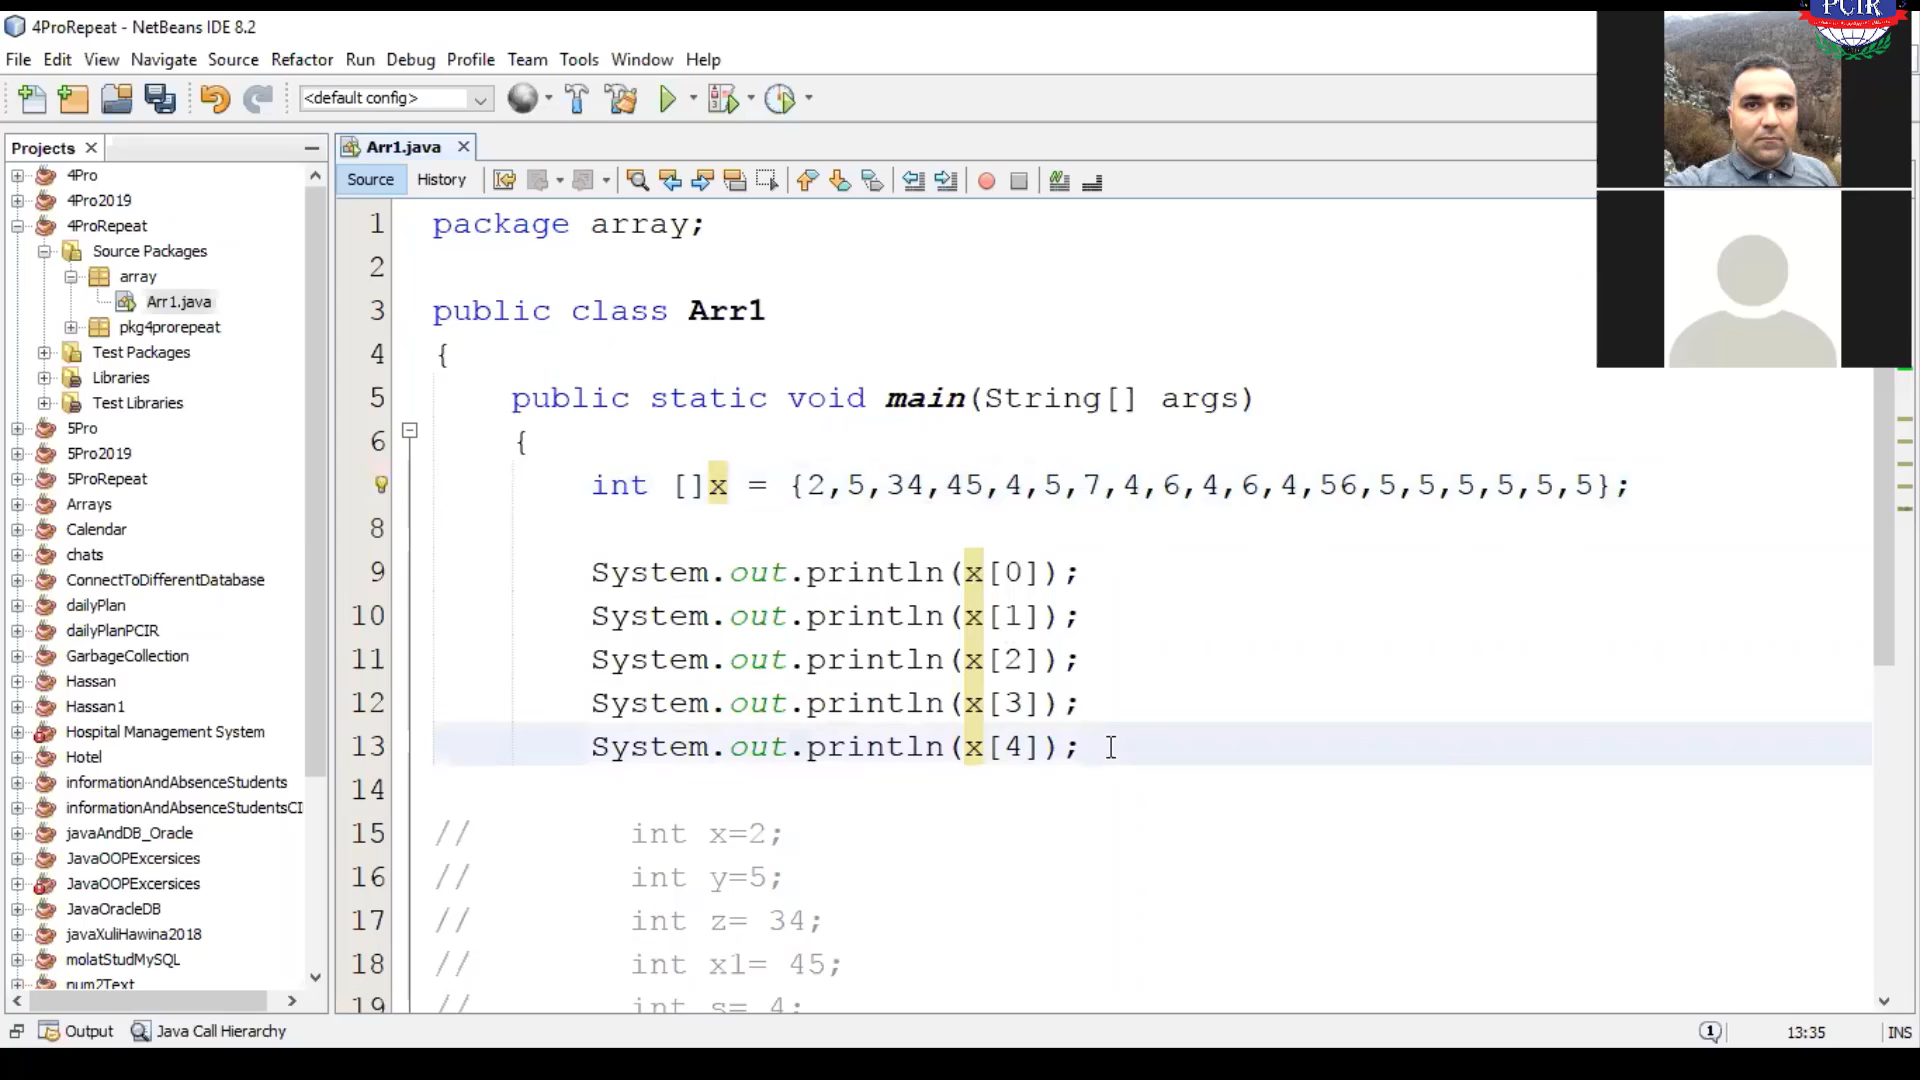 4ProRepeat - NetBeans IDE 8.2
PCIR
File Edit View Navigate Source Refactor Run Debug Profile Team Tools Window Help
<default config>
Projects
Arr1.java
Source History
4Pro
4Pro2019
4ProRepeat
Source Packages
array
Arr1.java
pkg4prorepeat
Test Packages
Libraries
Test Libraries
5Pro
5Pro2019
5ProRepeat
Arrays
Calendar
chats
ConnectToDifferentDatabase
dailyPlan
dailyPlanPCIR
GarbageCollection
Hassan
Hassan1
Hospital Management System
Hotel
informationAndAbsenceStudents
informationAndAbsenceStudentsCI
javaAndDB_Oracle
JavaOOPExcersices
JavaOOPExcersices
JavaOracleDB
javaXuliHawina2018
molatStudMySQL
num2Text
1 package array;
2
3 public class Arr1
4 {
5 public static void main(String[] args)
6 {
int []x = {2,5,34,45,4,5,7,4,6,4,6,4,56,5,5,5,5,5,5};
8
9 System.out.println(x[0]);
10 System.out.println(x[1]);
11 System.out.println(x[2]);
12 System.out.println(x[3]);
13 System.out.println(x[4]);
14
15 // int x=2;
16 // int y=5;
17 // int z= 34;
18 // int x1= 45;
19 // int s= 4;
Output Java Call Hierarchy
1 13:35 INS